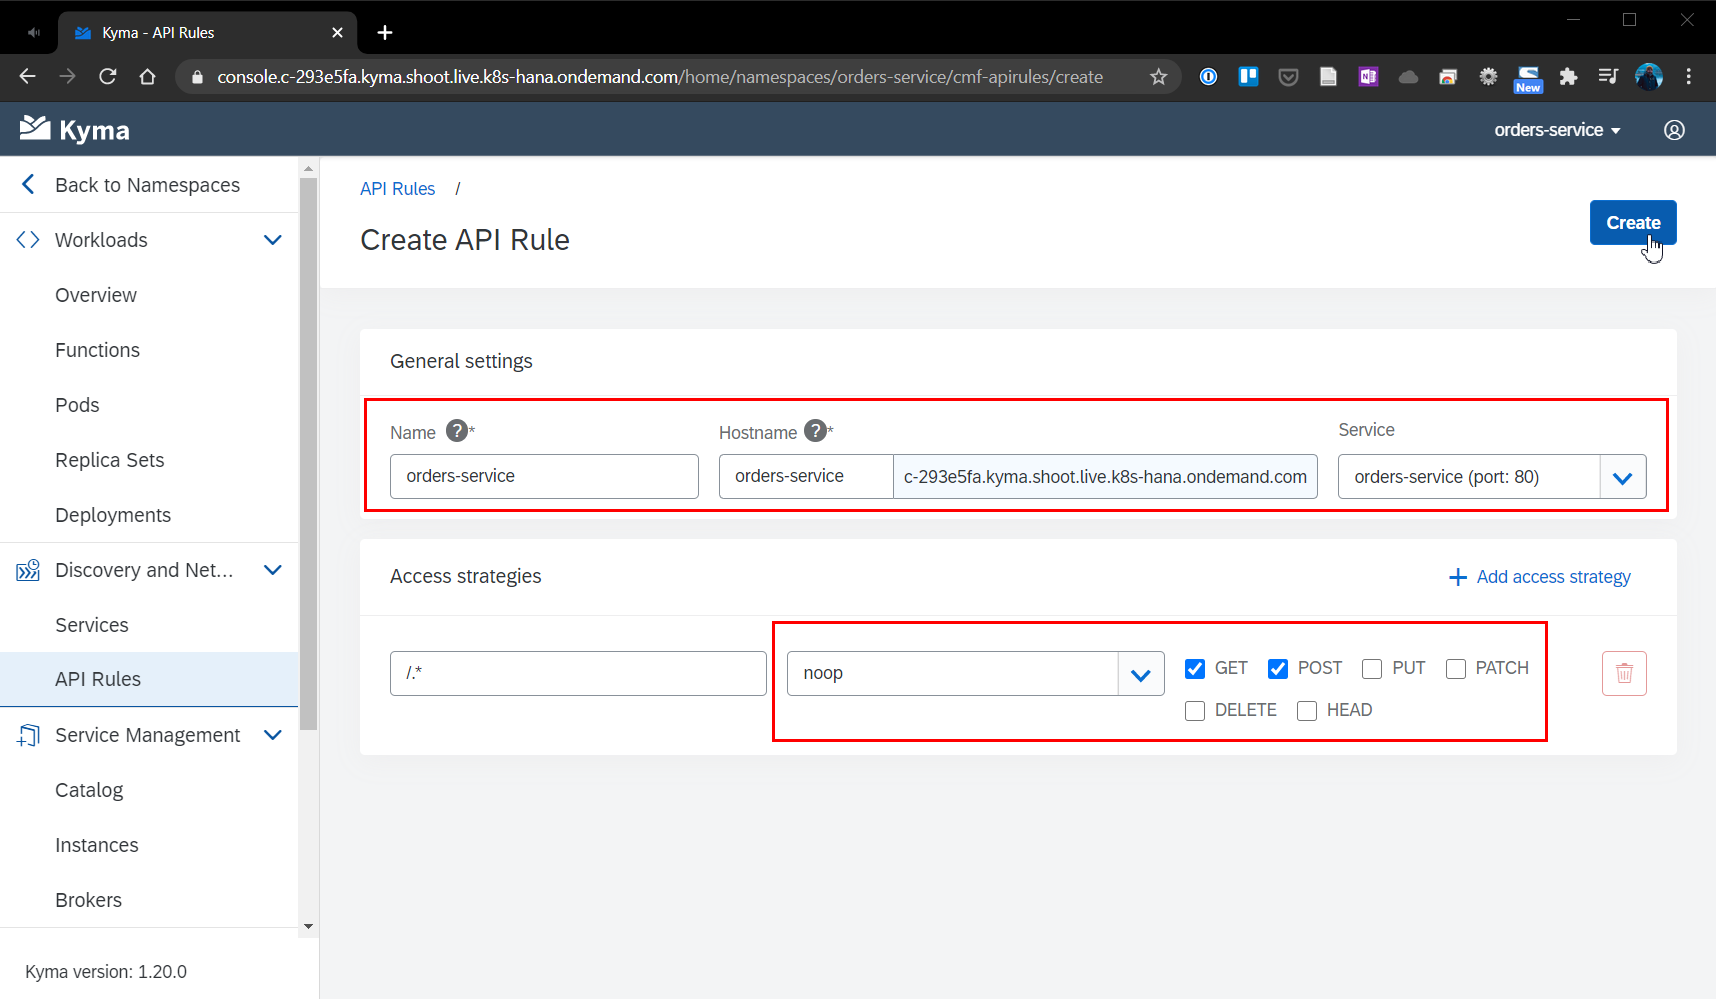 Kyma - API Rules
console.c-293e5fa.kyma.shoot.live.k8s-hana.ondemand.com/home/namespaces/orders-service/cmf-apirules/create
New
Kyma
orders-service
Back to Namespaces
Workloads
Overview
Functions
Pods
Replica Sets
Deployments
Discovery and Net...
Services
API Rules
Service Management
Catalog
Instances
Brokers
Kyma version: 1.20.0
API Rules /
Create API Rule
Create
General settings
Name ?*
Hostname ?*
Service
orders-service
orders-service c-293e5fa.kyma.shoot.live.k8s-hana.ondemand.com
orders-service (port: 80)
Access strategies
+ Add access strategy
/.*
noop
GET POST PUT PATCH
DELETE HEAD